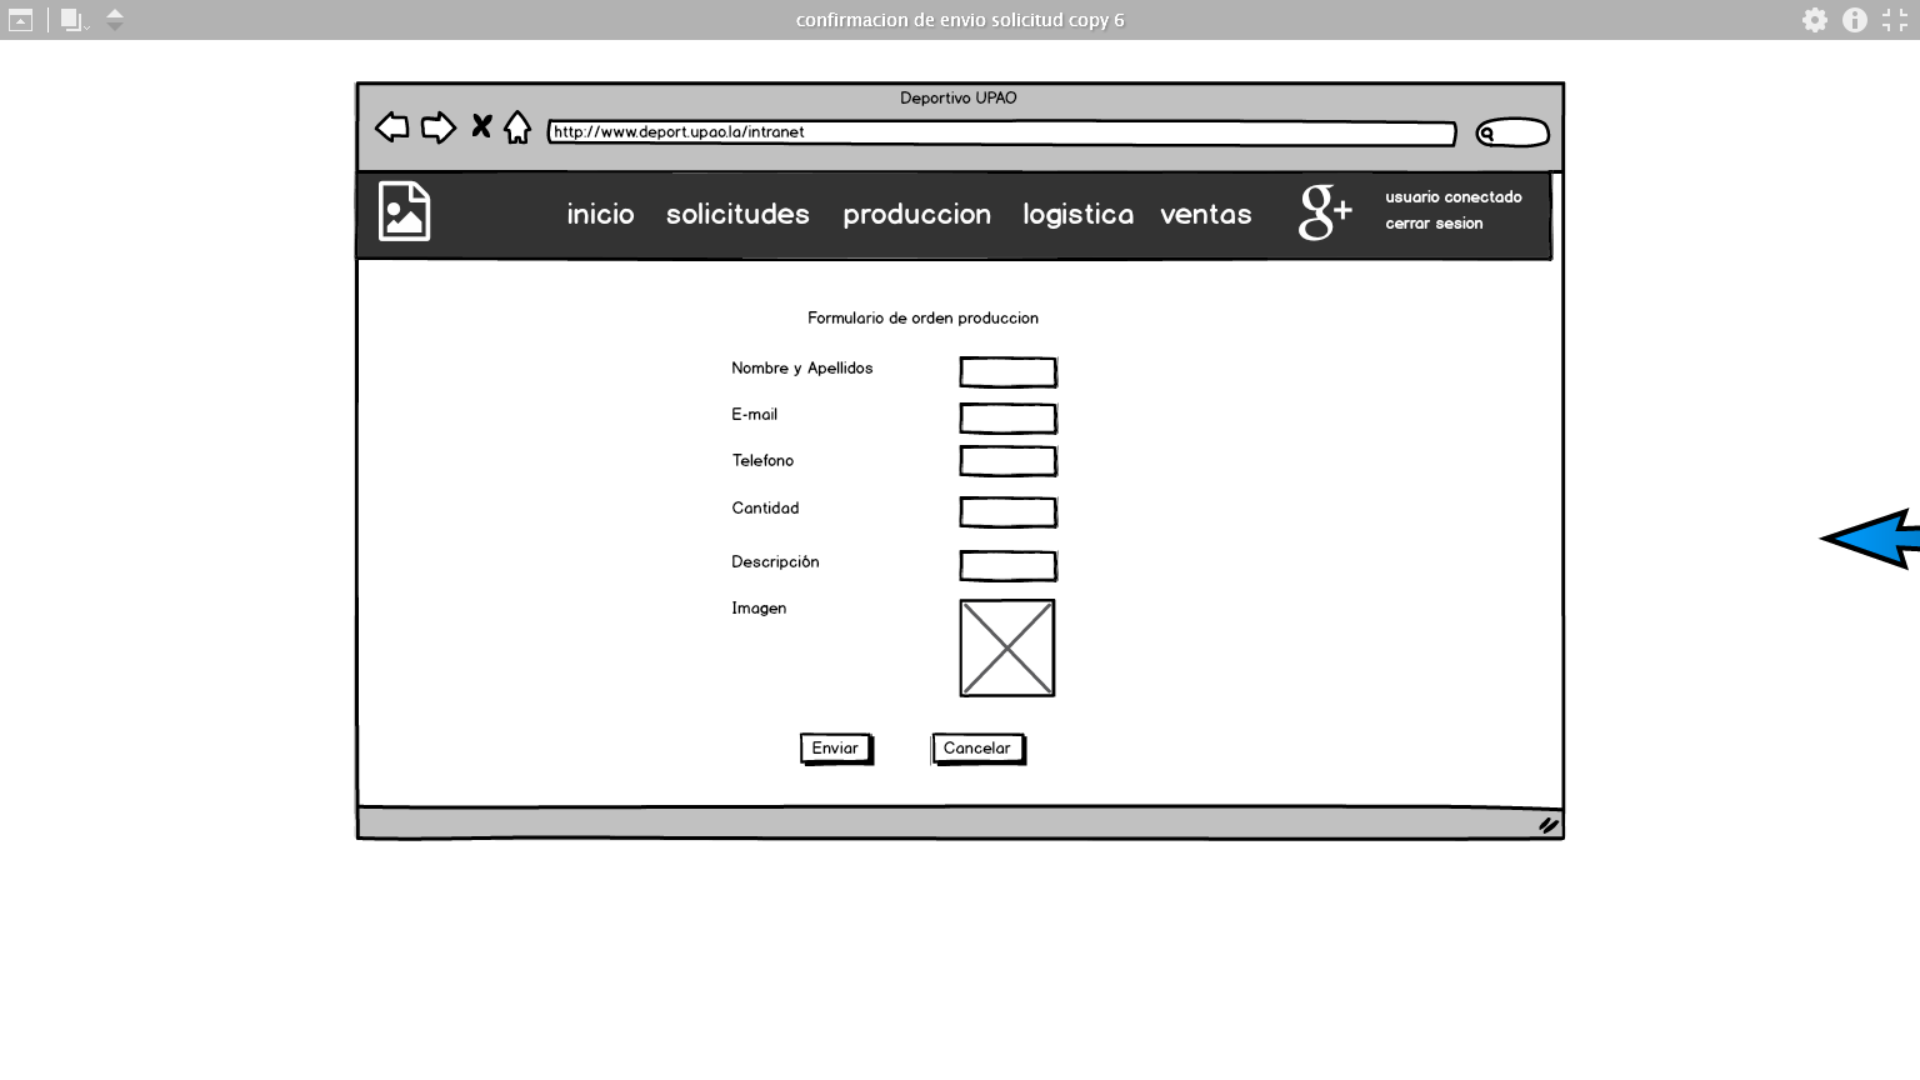 confirmacion de envio solicitud copy 6
Deportivo UPAO
http://www.deport.upao.la/intranet
inicio solicitudes produccion logistica ventas g+ usuario conectado
cerrar sesion
Formulario de orden produccion
Nombre y Apellidos
E-mail
Telefono
Cantidad
Descripción
Imagen
Enviar Cancelar